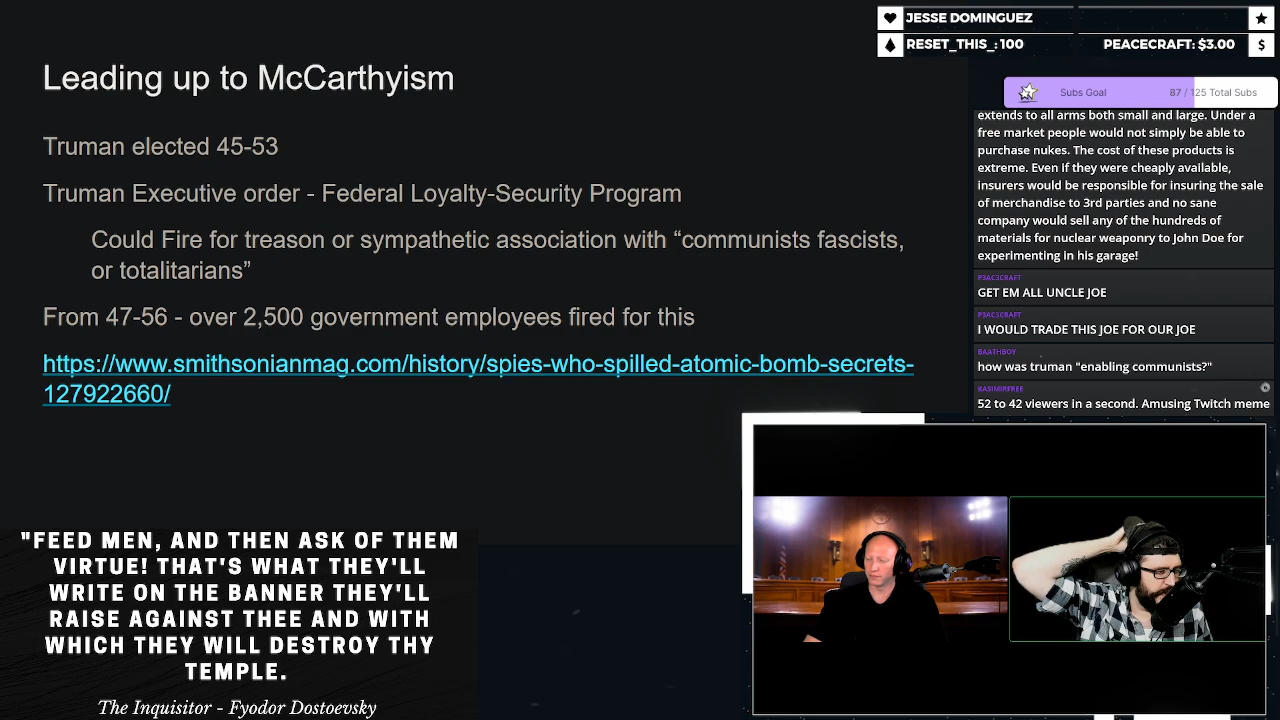 Leading up to McCarthyism
Truman elected 45-53
Truman Executive order - Federal Loyalty-Security Program
Could Fire for treason or sympathetic association with “communists fascists,
or totalitarians”
From 47-56 - over 2,500 government employees fired for this
https://www.smithsonianmag.com/history/spies-who-spilled-atomic-bomb-secrets-
127922660/
"FEED MEN, AND THEN ASK OF THEM
VIRTUE! THAT'S WHAT THEY'LL
WRITE ON THE BANNER THEY'LL
RAISE AGAINST THEE AND WITH
WHICH THEY WILL DESTROY THY
TEMPLE.
The Inquisitor - Fyodor Dostoevsky
JESSE DOMINGUEZ
RESET_THIS_: 100
PEACECRAFT: $3.00
$
Subs Goal
87 / 125 Total Subs
extends to all arms both small and large. Under a
free market people would not simply be able to
purchase nukes. The cost of these products is
extreme. Even if they were cheaply available,
insurers would be responsible for insuring the sale
of merchandise to 3rd parties and no sane
company would sell any of the hundreds of
materials for nuclear weaponry to John Doe for
experimenting in his garage!
P3AC3CRAFT
GET EM ALL UNCLE JOE
P3AC3CRAFT
I WOULD TRADE THIS JOE FOR OUR JOE
BAATHBOY
how was truman "enabling communists?"
KASIMIRFREE
52 to 42 viewers in a second. Amusing Twitch meme